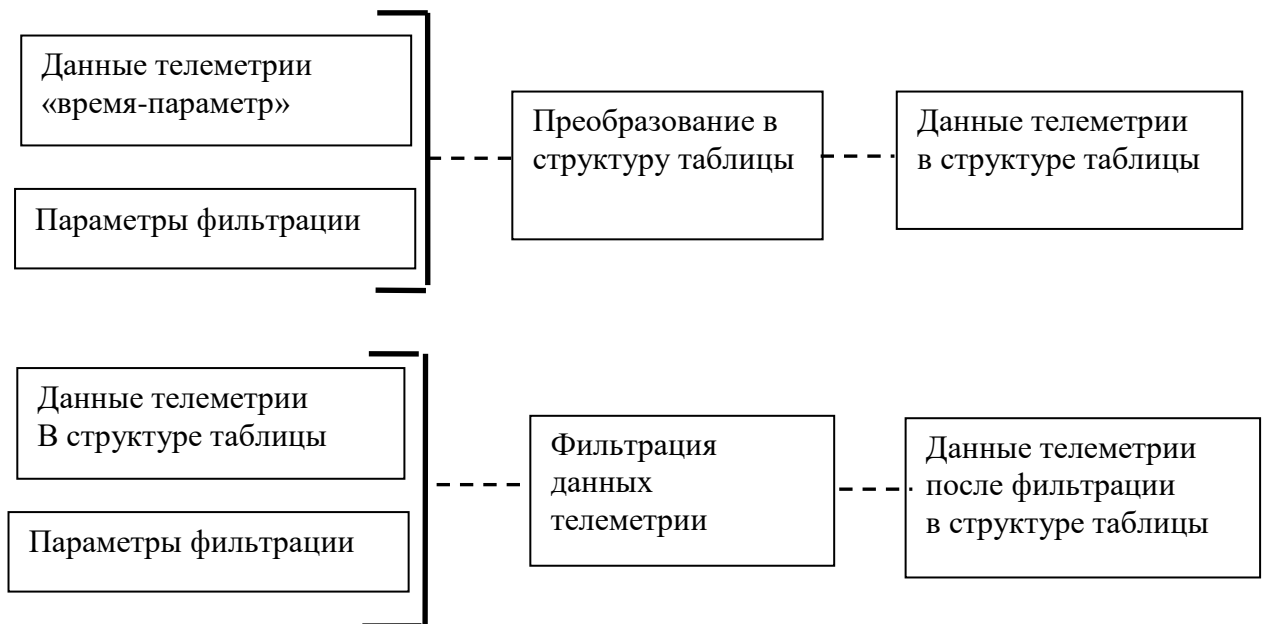 Данные телеметрии
«время-параметр»
Параметры фильтрации
Преобразование в
структуру таблицы
Данные телеметрии
в структуре таблицы
Данные телеметрии
В структуре таблицы
Параметры фильтрации
Фильтрация
данных
телеметрии
Данные телеметрии
после фильтрации
в структуре таблицы